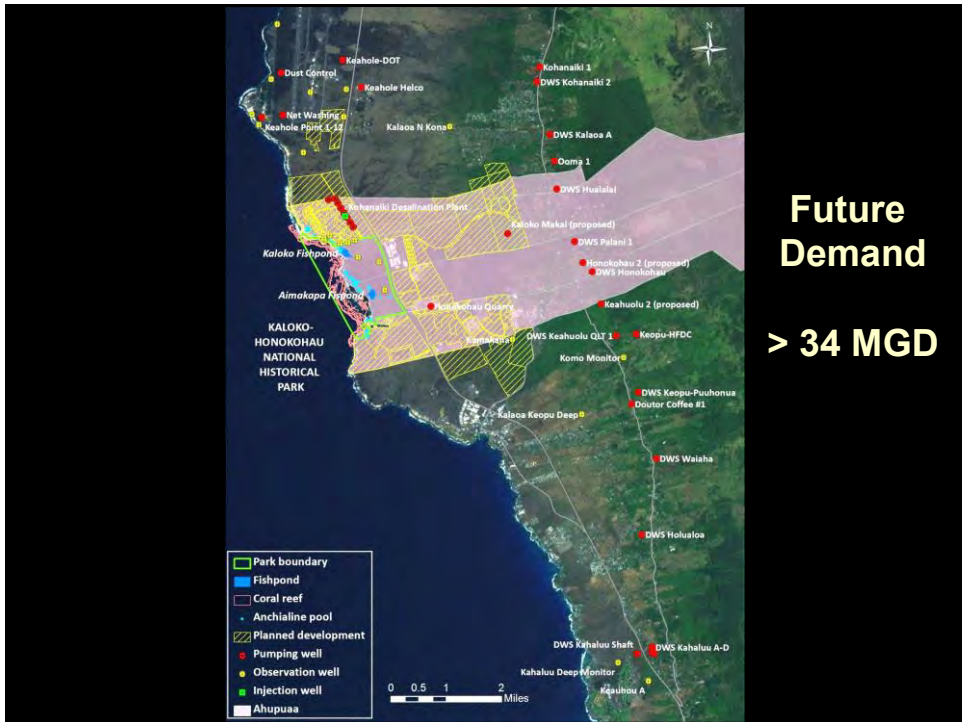 N
Keahole-DOT
Dust Control
Keahole Helco
Net Washing
Keahole Point 1-12
Kalaoa N Kona
Kohanaiki 1
DWS Kohanaiki 2
DWS Kalaoa A
Ooma 1
DWS Hualalai
Kohanaiki Desalination Plant
Kaloko Makai (proposed)
DWS Palani 1
Kaloko Fishpond
Honokohau 2 (proposed)
DWS Honokohau
Aimakapa Fispond
Honokohau Quarry
Keahuolu 2 (proposed)
KALOKO-
HONOKOHAU
NATIONAL
HISTORICAL
PARK
Kamakana
DWS Keahuolu QLT 1
Keopu-HFDC
Komo Monitor
DWS Keopu-Puuhonua
Doutor Coffee #1
Kalaoa Keopu Deep
DWS Waiaha
DWS Holualoa
DWS Kahaluu Shaft
DWS Kahaluu A-D
Kahaluu Deep Monitor
Keauhou A
Park boundary
Fishpond
Coral reef
Anchialine pool
Planned development
Pumping well
Observation well
Injection well
Ahupuaa
0 0.5 1 2
Miles
Future
Demand
> 34 MGD